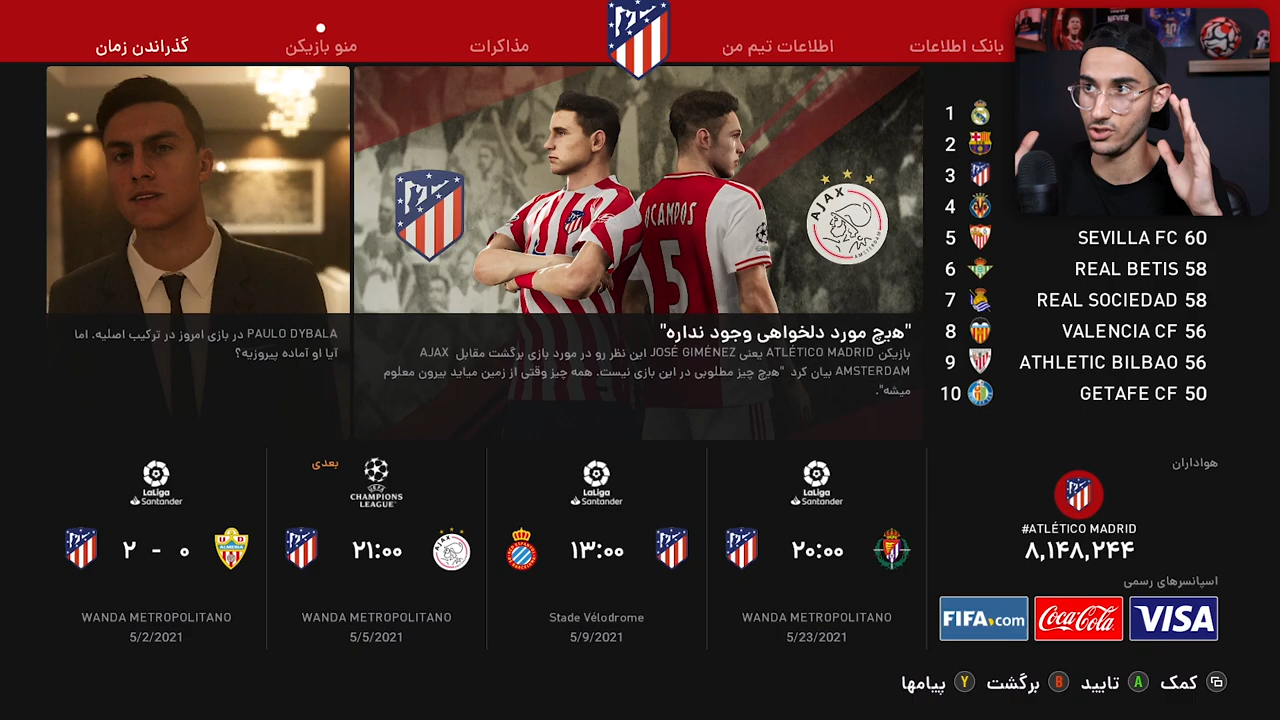 بانک اطلاعات
اطلاعات تیم من
مذاکرات
منو بازیکن
گذراندن زمان
NEVER
10
1
2
3
4
5 SEVILLA FC 60
6 REAL BETIS 58
7 REAL SOCIEDAD 58
8 VALENCIA CF 56
9 ATHLETIC BILBAO 56
10 GETAFE CF 50
AJAX
AMSTERDAM
OCAMPOS
5
"هیچ مورد دلخواهی وجود نداره"
بازیکن ATLÉTICO MADRID یعنی JOSÉ GIMÉNEZ این نظر رو در مورد بازی برگشت مقابل AJAX
AMSTERDAM بیان کرد "هیچ چیز مطلوبی در این بازی نیست. همه چیز وقتی از زمین میاید بیرون معلوم
میشه".
PAULO DYBALA در بازی امروز در ترکیب اصلیه. اما
آیا او آماده پیروزیه؟
LaLiga
Santander
۲ - ۰
WANDA METROPOLITANO
5/2/2021
بعدی
UEFA
CHAMPIONS
LEAGUE
۲۱:۰۰
WANDA METROPOLITANO
5/5/2021
LaLiga
Santander
۱۳:۰۰
Stade Vélodrome
5/9/2021
LaLiga
Santander
۲۰:۰۰
WANDA METROPOLITANO
5/23/2021
هواداران
#ATLÉTICO MADRID
۸,۱۴۸,۲۴۴
اسپانسرهای رسمی
FIFA.com
Coca-Cola
VISA
کمک
A تایید
B برگشت
Y پیامها